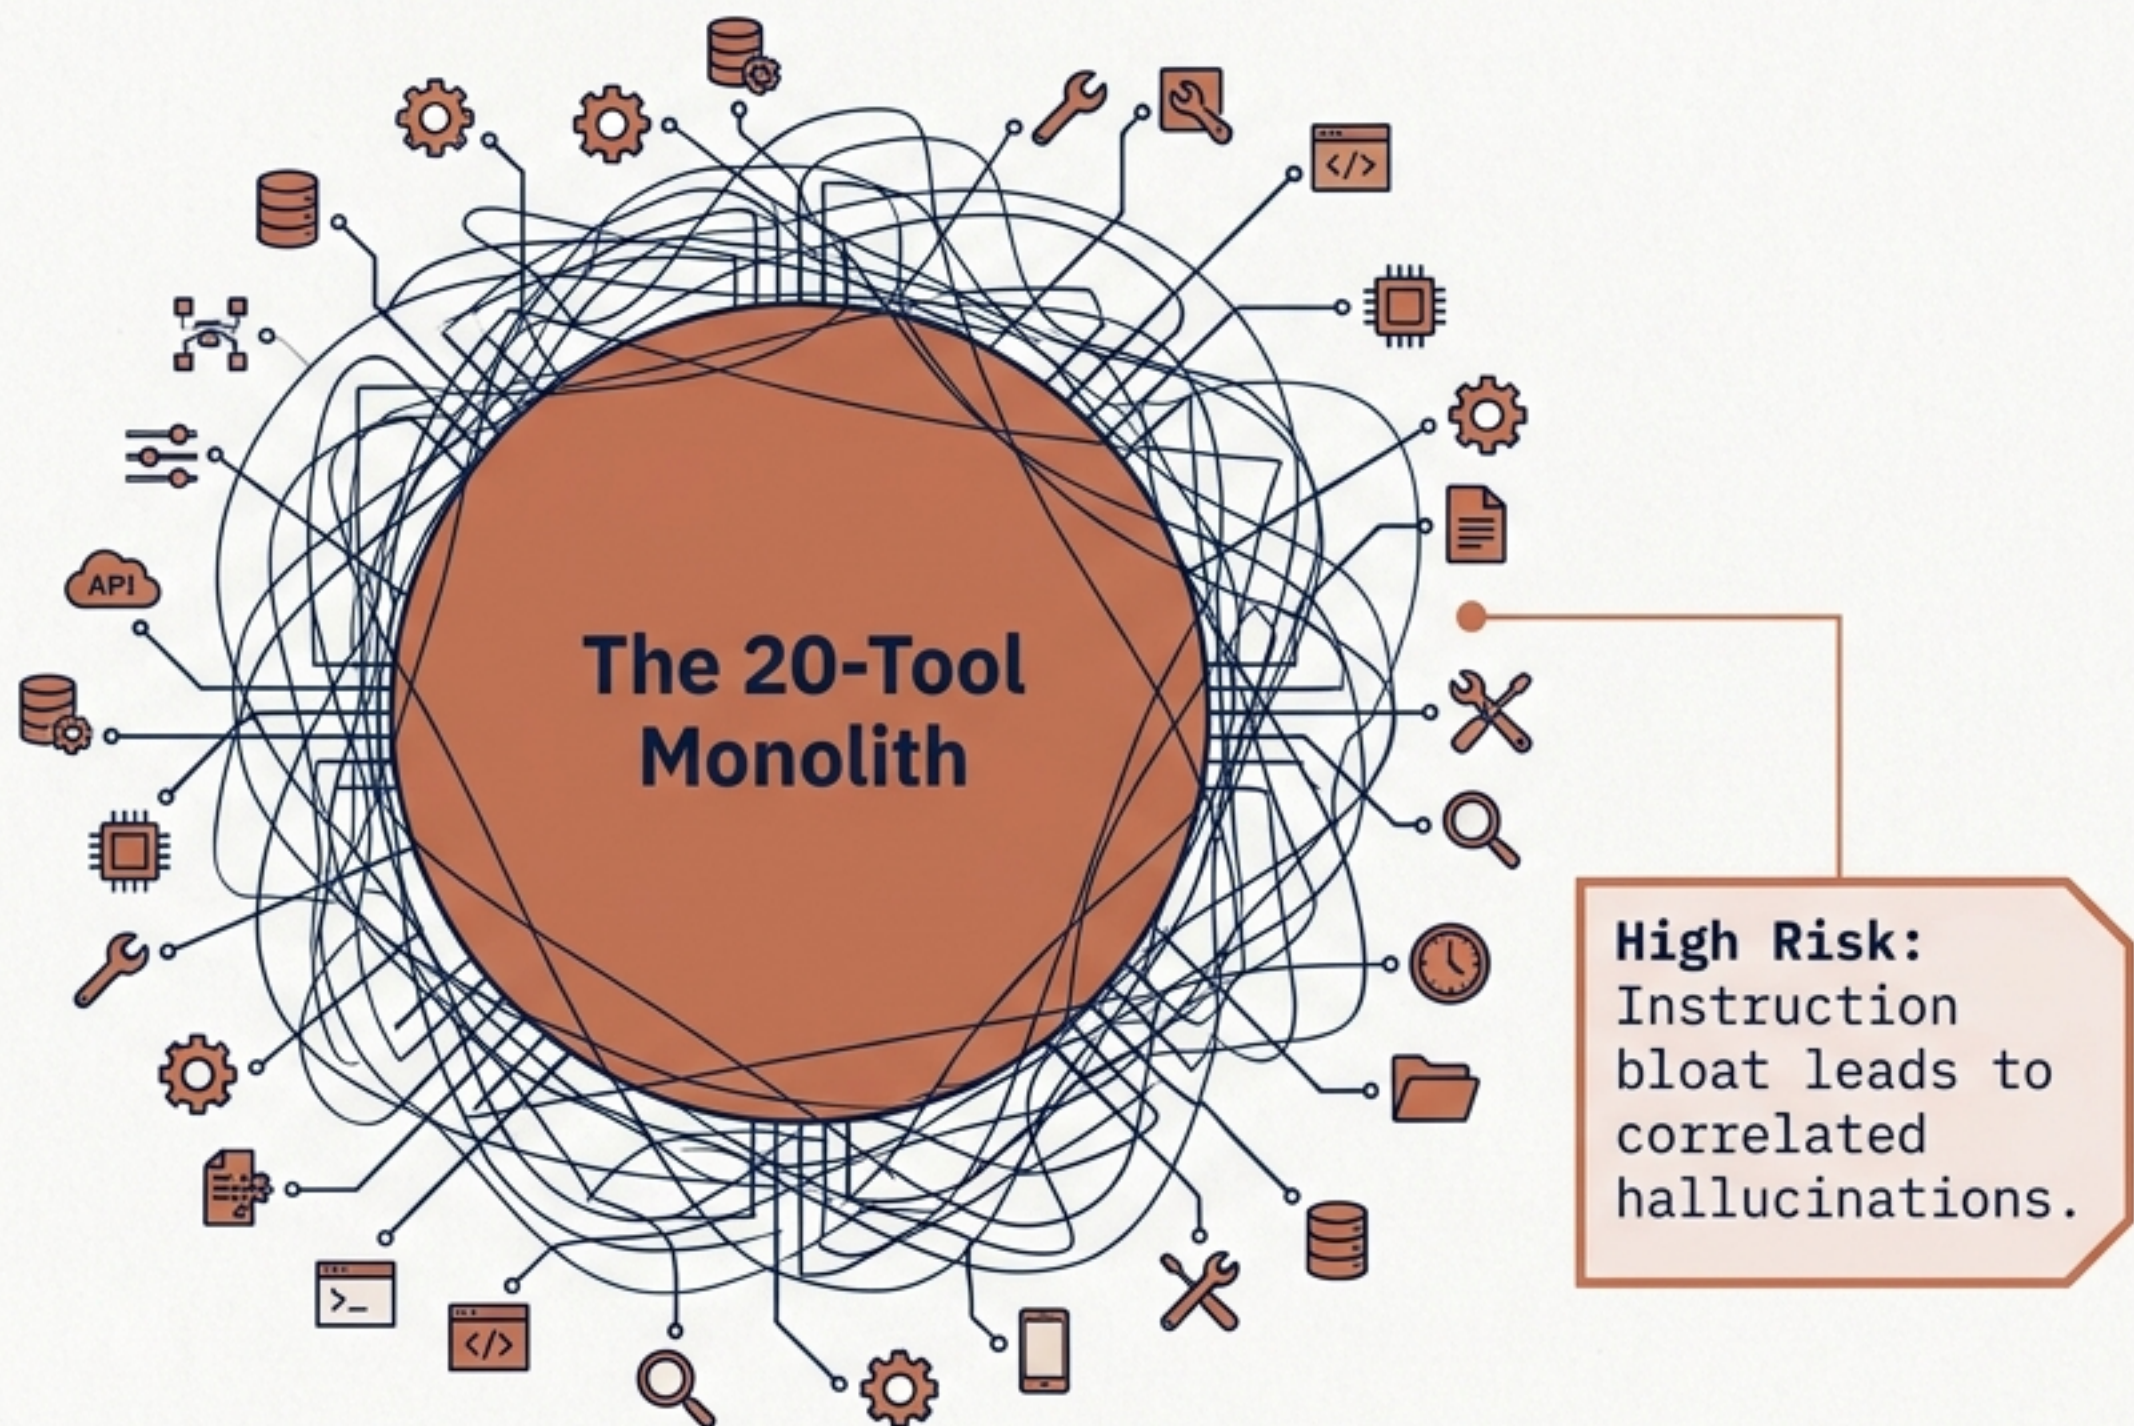 The 20-Tool
Monolith
API
</>
High Risk:
Instruction
bloat leads to
correlated
hallucinations.
>_
</>